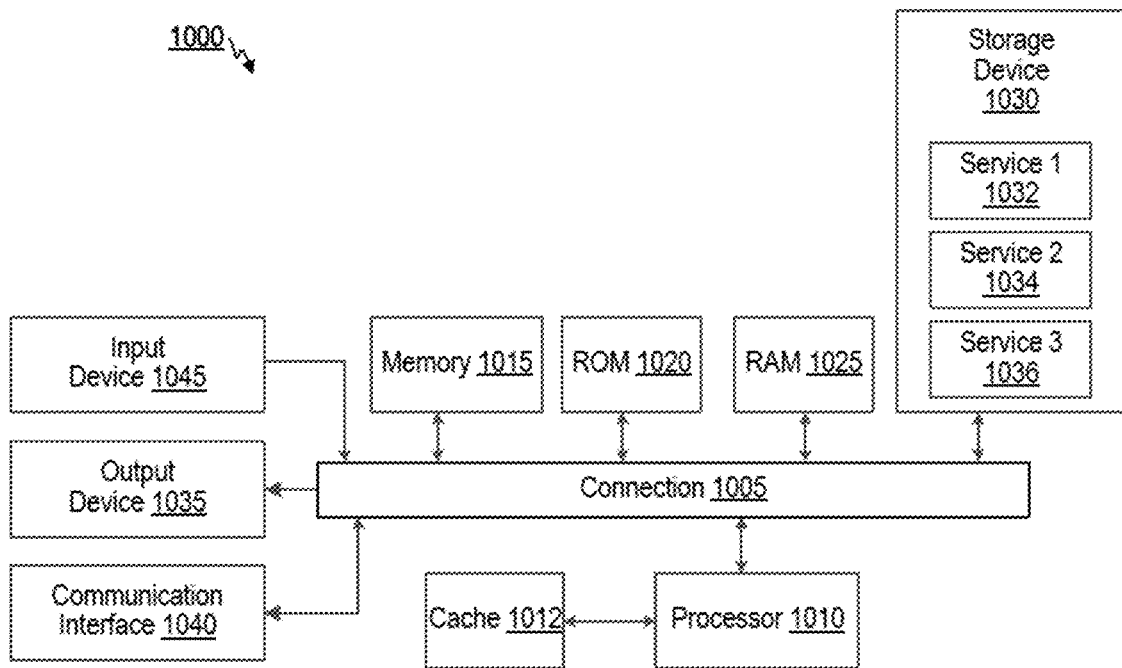 1000
Storage
Device
1030
Service 1
1032
Service 2
1034
Service 3
1036
Input
Device 1045
Memory 1015
ROM 1020
RAM 1025
Output
Device 1035
Connection 1005
Communication
Interface 1040
Cache 1012
Processor 1010